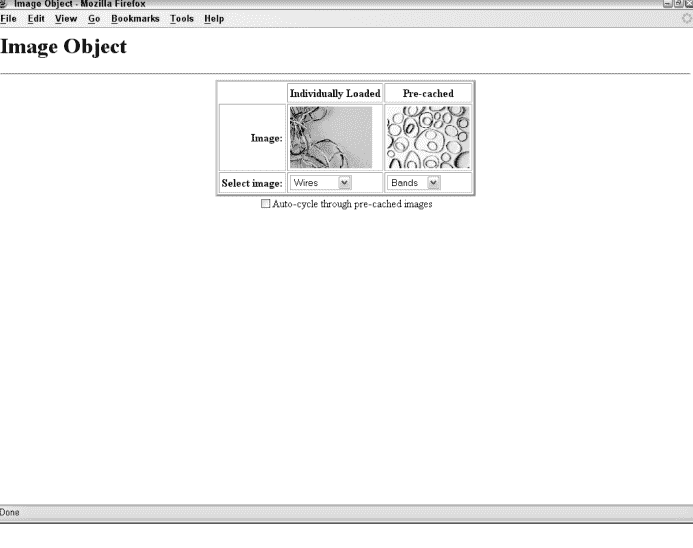 Image Object - Mozilla Firefox
File Edit View Go Bookmarks Tools Help
Image Object
Individually Loaded Pre-cached
Image:
Select image: Wires Bands
Auto-cycle through pre-cached images
Done